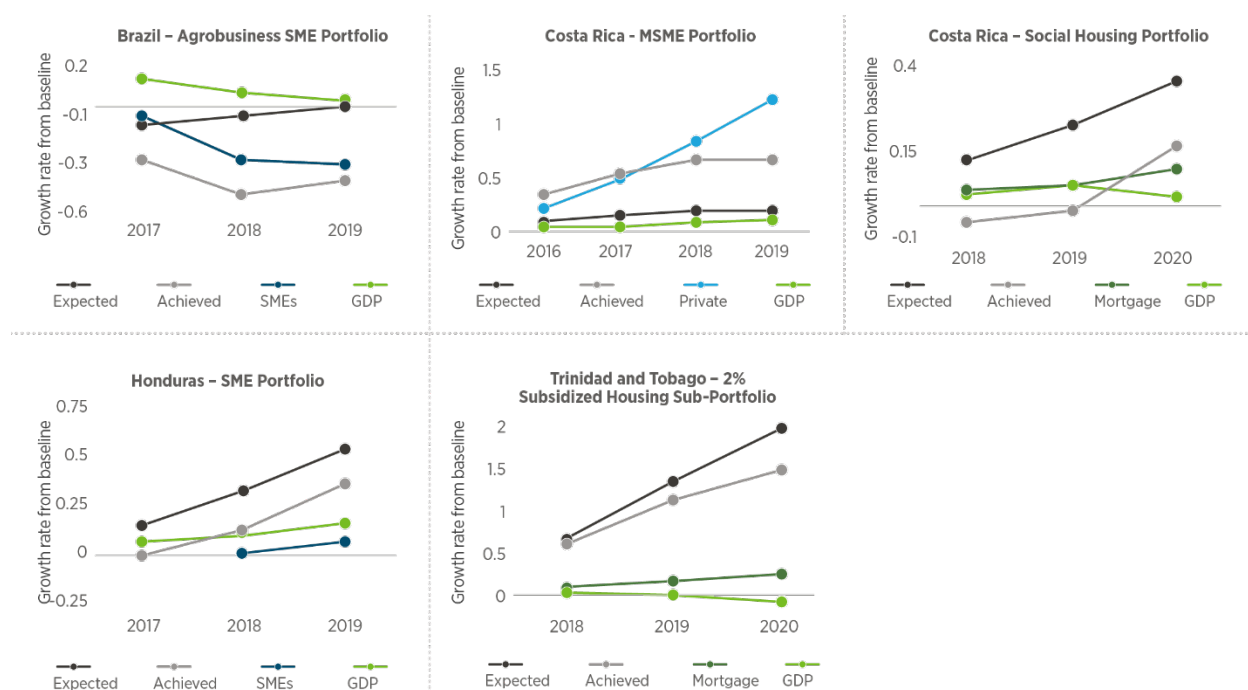 Brazil – Agrobusiness SME Portfolio
Growth rate from baseline
0.2
-0.1
-0.3
-0.6
2017 2018 2019
Expected Achieved SMEs GDP
Costa Rica - MSME Portfolio
Growth rate from baseline
1.5
1
0.5
0
2016 2017 2018 2019
Expected Achieved Private GDP
Costa Rica – Social Housing Portfolio
Growth rate from baseline
0.4
0.15
-0.1
2018 2019 2020
Expected Achieved Mortgage GDP
Honduras – SME Portfolio
Growth rate from baseline
0.75
0.5
0.25
0
-0.25
2017 2018 2019
Expected Achieved SMEs GDP
Trinidad and Tobago – 2%
Subsidized Housing Sub-Portfolio
Growth rate from baseline
2
1.5
1
0.5
0
2018 2019 2020
Expected Achieved Mortgage GDP